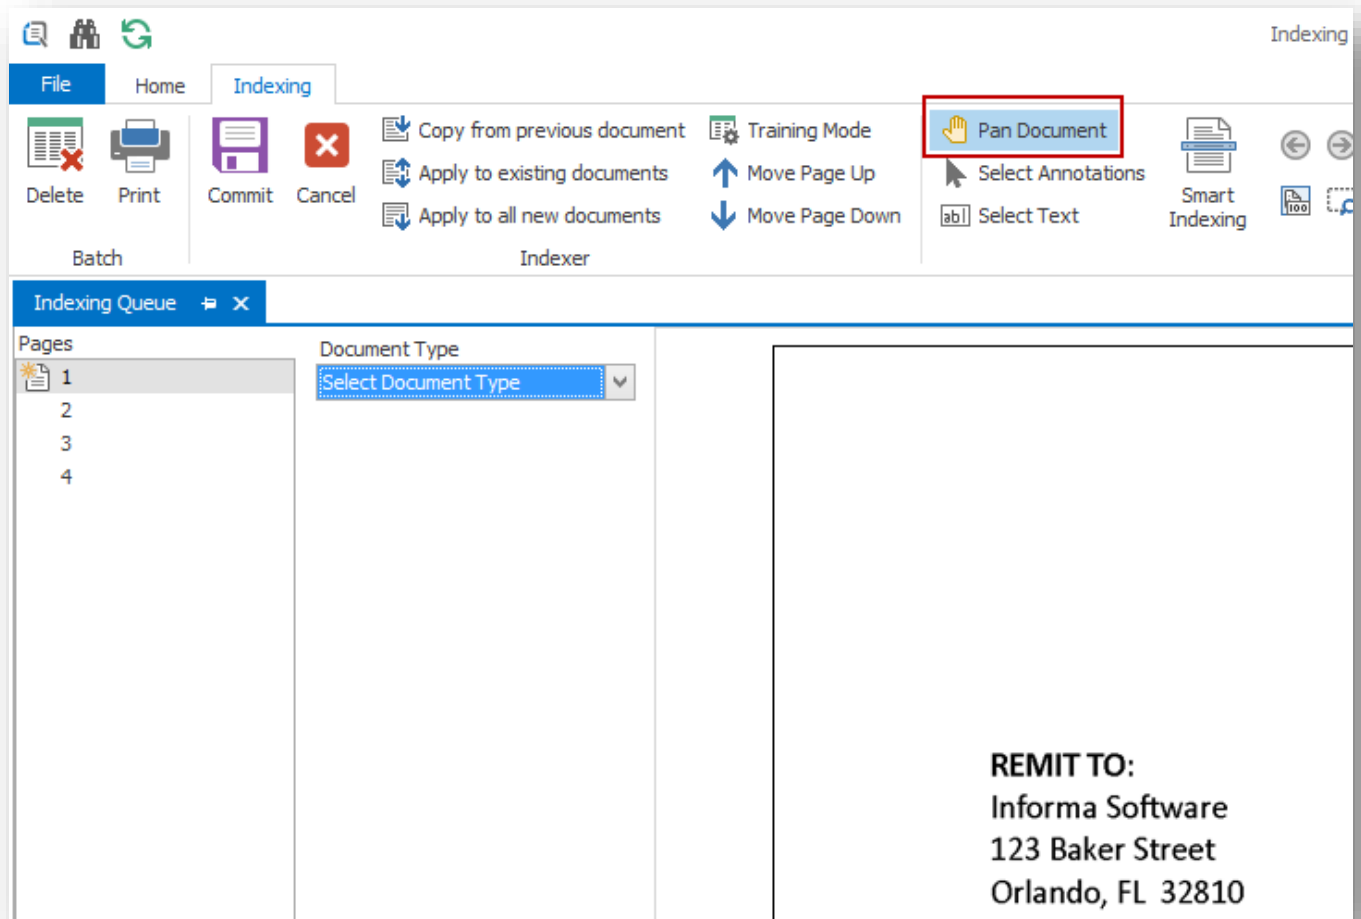 Indexing
File
Home
Indexing
Delete
Print
Batch
Commit
Cancel
Copy from previous document
Apply to existing documents
Apply to all new documents
Training Mode
Move Page Up
Move Page Down
Indexer
Pan Document
Select Annotations
ab Select Text
Smart
Indexing
100
Indexing Queue
Pages
1
2
3
4
Document Type
Select Document Type
REMIT TO:
Informa Software
123 Baker Street
Orlando, FL 32810